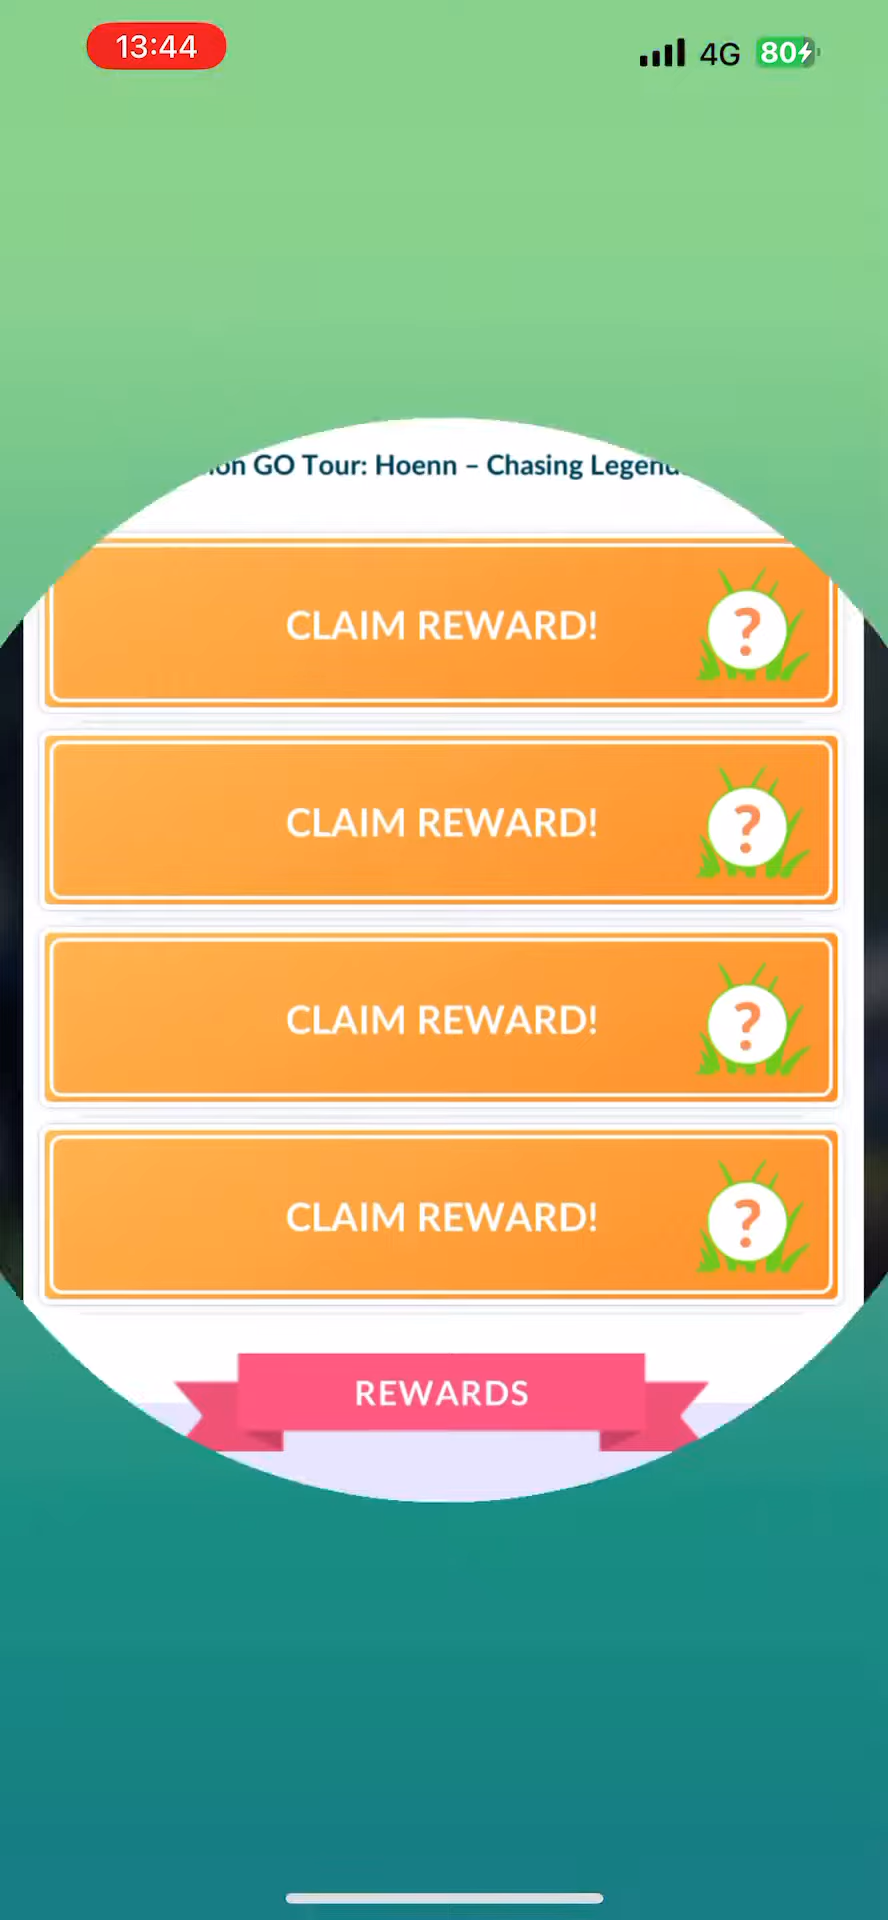 13:44
4G 80
GO Tour: Hoenn – Chasing
CLAIM REWARD!
?
CLAIM REWARD!
?
CLAIM REWARD!
?
CLAIM REWARD!
?
REWARDS